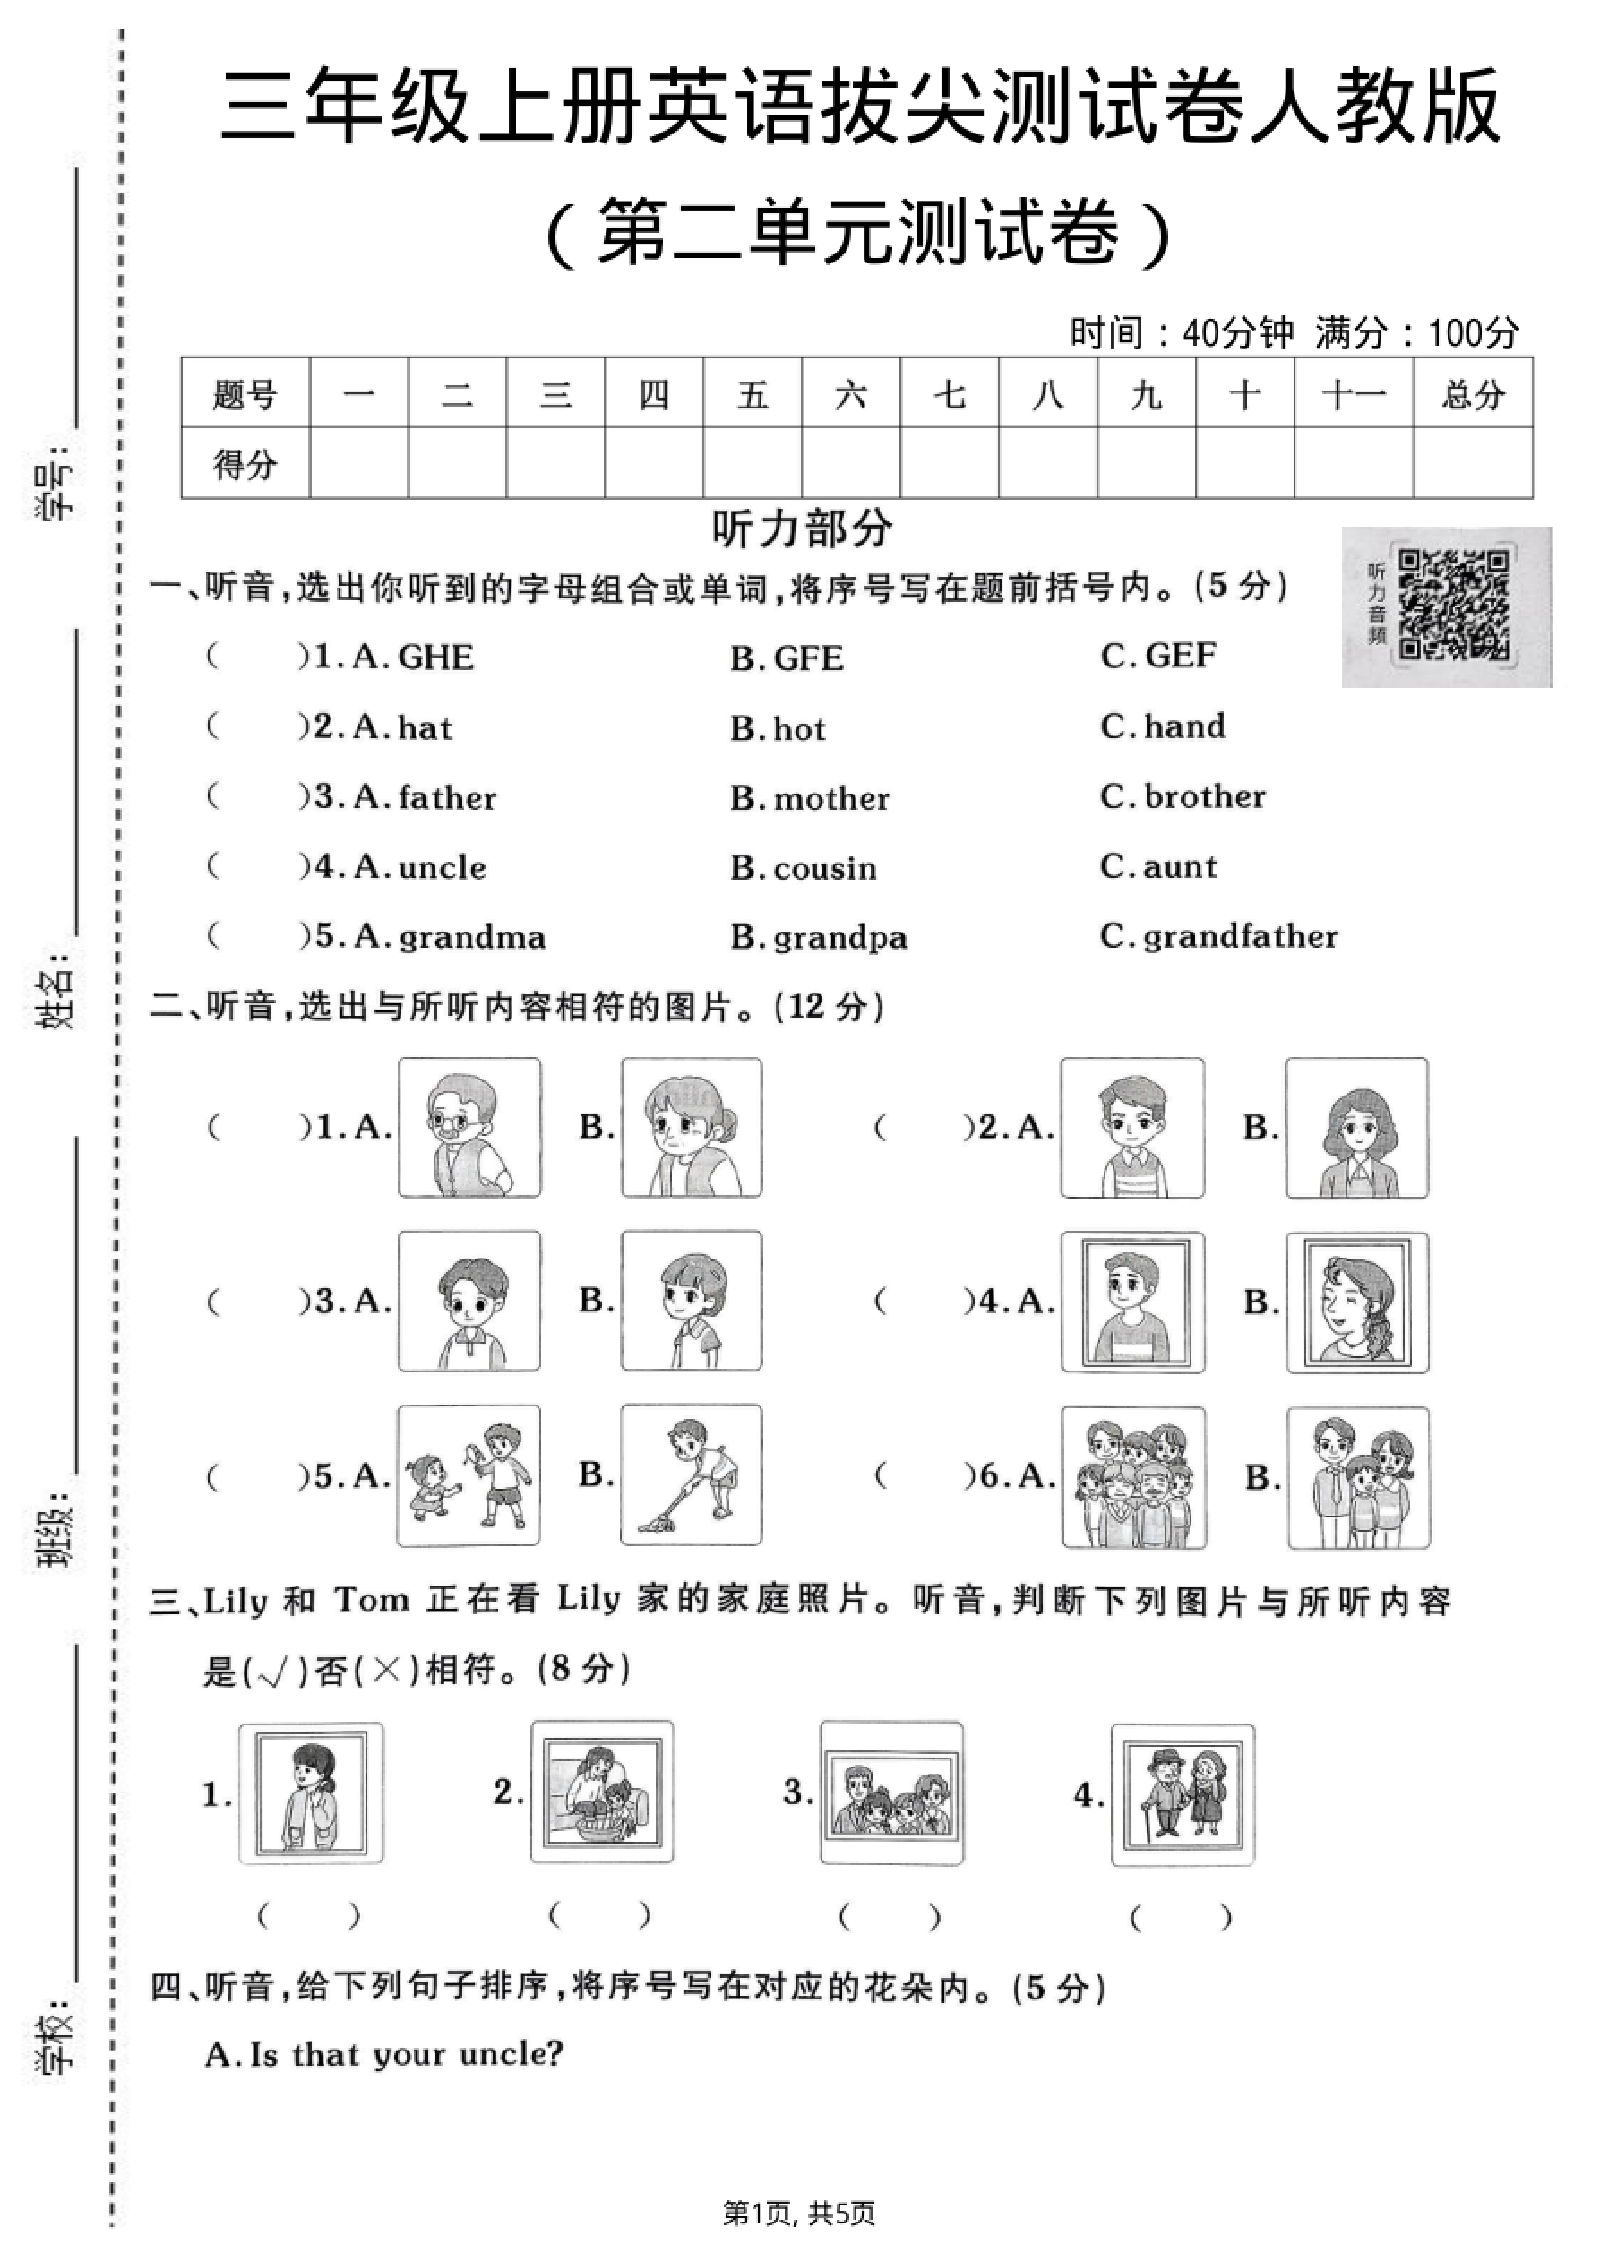 三年级上册英语拔尖测试卷人教版
（第二单元测试卷）
时间：40分钟 满分：100分
题号 一 二 三 四 五 六 七 八 九 十 十一 总分
得分
听力部分
听力音频
一、听音,选出你听到的字母组合或单词,将序号写在题前括号内。(5 分)
( )1. A. GHE B. GFE C. GEF
( )2. A. hat B. hot C. hand
( )3. A. father B. mother C. brother
( )4. A. uncle B. cousin C. aunt
( )5. A. grandma B. grandpa C. grandfather
二、听音,选出与所听内容相符的图片。(12 分)
( )1. A. B. ( )2. A. B.
( )3. A. B. ( )4. A. B.
( )5. A. B. ( )6. A. B.
三、Lily 和 Tom 正在看 Lily 家的家庭照片。听音,判断下列图片与所听内容
是(√)否(×)相符。(8 分)
1. 2. 3. 4.
( ) ( ) ( ) ( )
四、听音,给下列句子排序,将序号写在对应的花朵内。(5 分)
A. Is that your uncle?
学号：
姓名：
班级：
学校：
第1页, 共5页